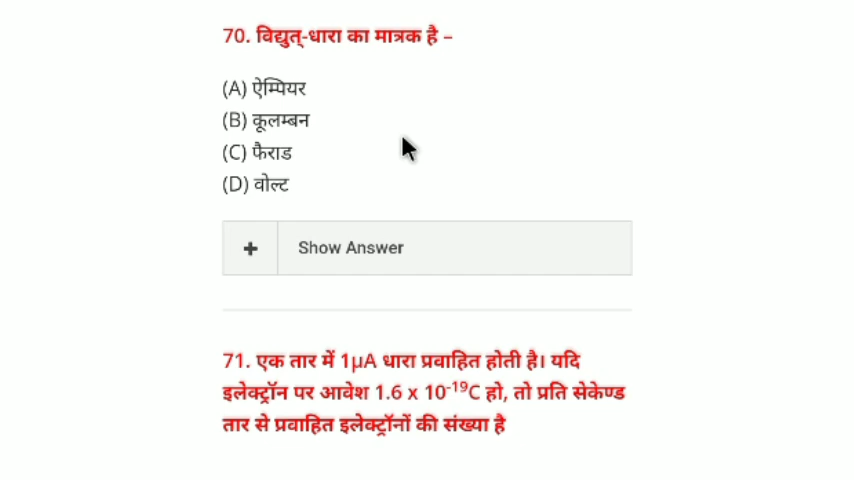 70. विद्युत्-धारा का मात्रक है –
(A) ऐम्पियर
(B) कूलम्बन
(C) फैराड
(D) वोल्ट
+ Show Answer
71. एक तार में 1μA धारा प्रवाहित होती है। यदि
इलेक्ट्रॉन पर आवेश 1.6 x 10⁻¹⁹C हो, तो प्रति सेकेण्ड
तार से प्रवाहित इलेक्ट्रॉनों की संख्या है